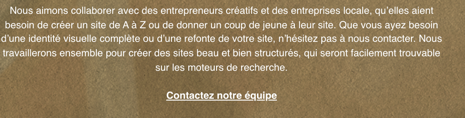 Nous aimons collaborer avec des entrepreneurs créatifs et des entreprises locale, qu'elles aient
besoin de créer un site de A à Z ou de donner un coup de jeune à leur site. Que vous ayez besoin
d'une identité visuelle complète ou d'une refonte de votre site, n'hésitez pas à nous contacter. Nous
travaillerons ensemble pour créer des sites beau et bien structurés, qui seront facilement trouvable
sur les moteurs de recherche.
Contactez notre équipe